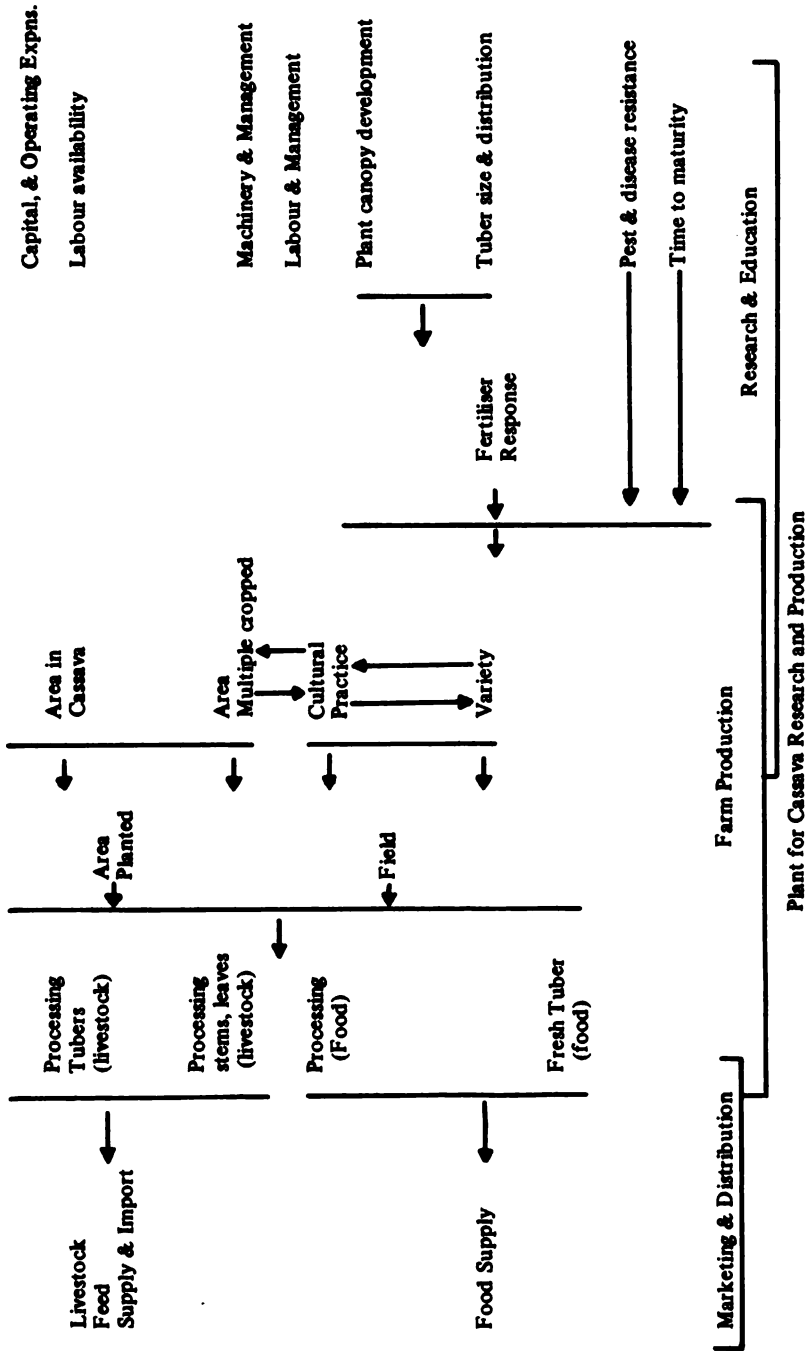 Livestock
Feed
Supply & Import
Food Supply
Processing
Tubers
(livestock)
Processing
stems, leaves
(livestock)
Processing
(Food)
Fresh Tuber
(food)
Area
Planted
Field
Area in
Cassava
Area
Multiple cropped
Cultural
Practice
Variety
Fertiliser
Response
Capital, & Operating Expns.
Labour availability
Machinery & Management
Labour & Management
Plant canopy development
Tuber size & distribution
Pest & disease resistance
Time to maturity
Marketing & Distribution
Farm Production
Research & Education
Plant for Cassava Research and Production